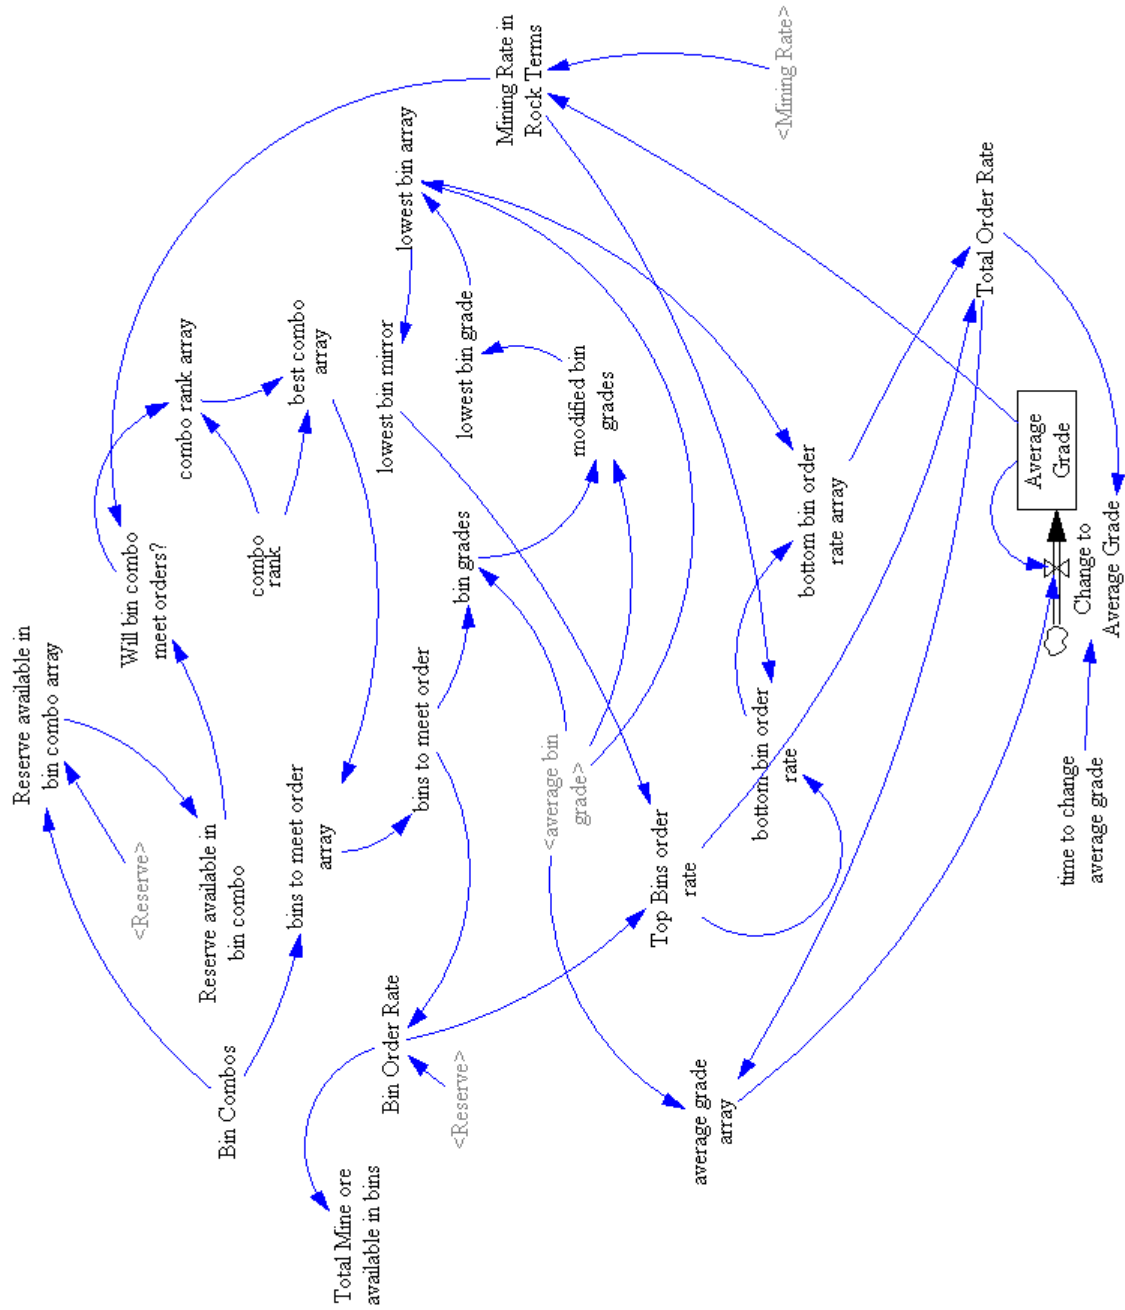 Reserve available in
bin combo array
<Reserve>
Bin Combos
Reserve available in
bin combo
Will bin combo
meet orders?
combo rank array
combo
rank
best combo
array
bins to meet order
array
bins to meet order
Total Mine ore
available in bins
Bin Order Rate
<Reserve>
lowest bin mirror
lowest bin array
lowest bin grade
bin grades
modified bin
grades
Mining Rate in
Rock Terms
<Mining Rate>
<average bin
grade>
Top Bins order
rate
average grade
array
bottom bin order
rate
bottom bin order
rate array
Total Order Rate
Average
Grade
Change to
Average Grade
time to change
average grade